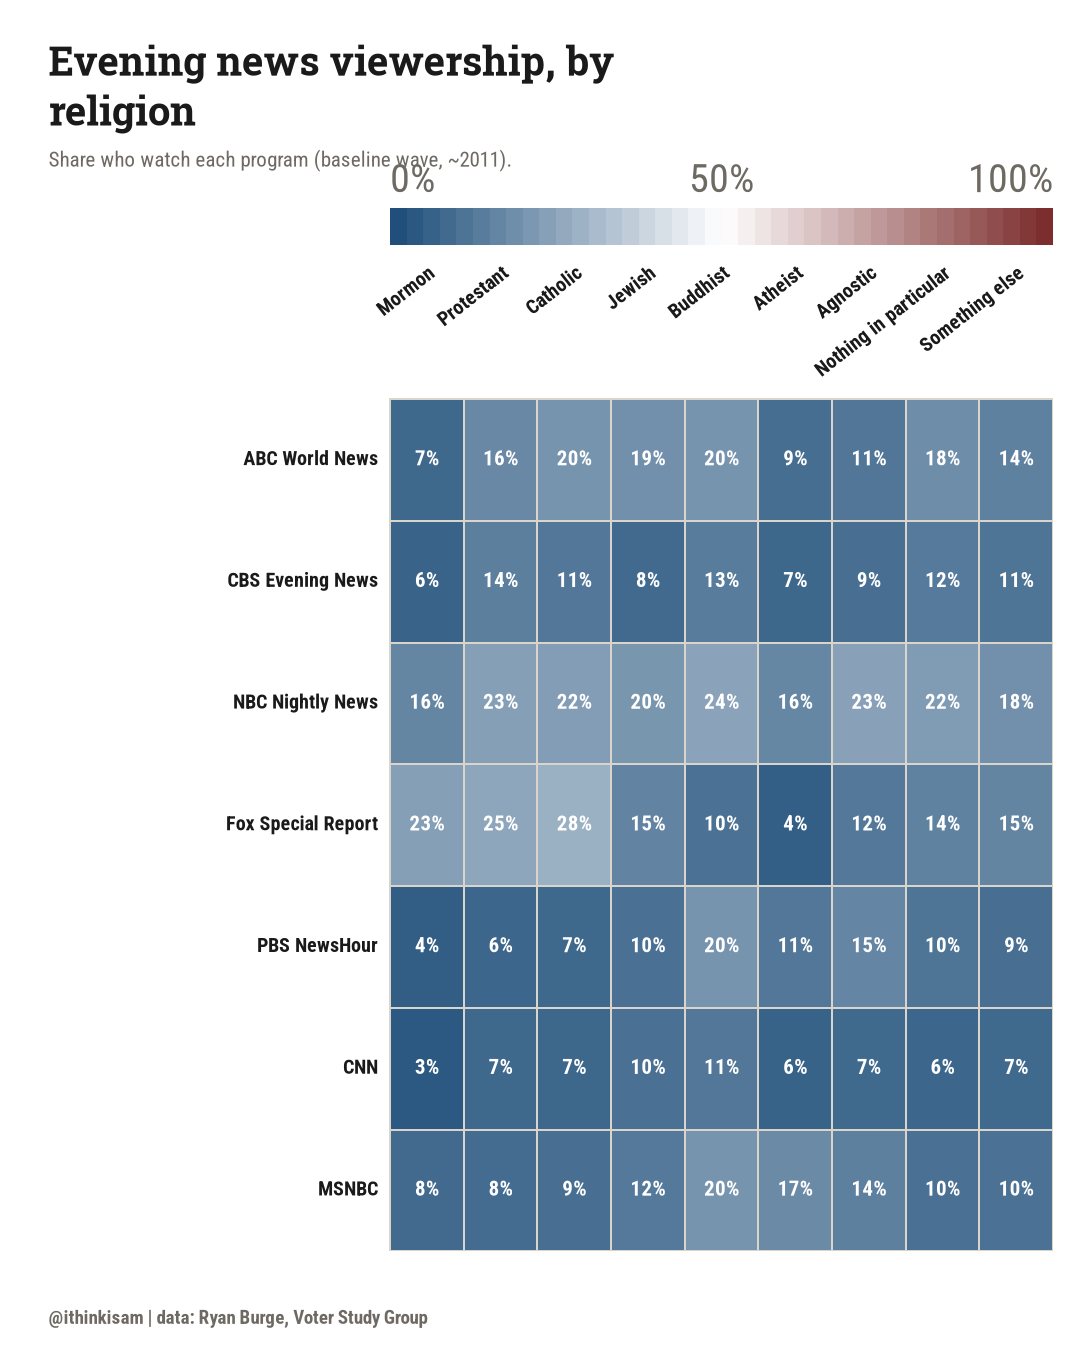 Evening news viewership, by
religion
Share who watch each program (baseline wave, ~2011).
0% 50% 100%
Mormon Protestant Catholic Jewish Buddhist Atheist Agnostic Nothing in particular Something else
ABC World News 7% 16% 20% 19% 20% 9% 11% 18% 14%
CBS Evening News 6% 14% 11% 8% 13% 7% 9% 12% 11%
NBC Nightly News 16% 23% 22% 20% 24% 16% 23% 22% 18%
Fox Special Report 23% 25% 28% 15% 10% 4% 12% 14% 15%
PBS NewsHour 4% 6% 7% 10% 20% 11% 15% 10% 9%
CNN 3% 7% 7% 10% 11% 6% 7% 6% 7%
MSNBC 8% 8% 9% 12% 20% 17% 14% 10% 10%
@ithinkisam | data: Ryan Burge, Voter Study Group